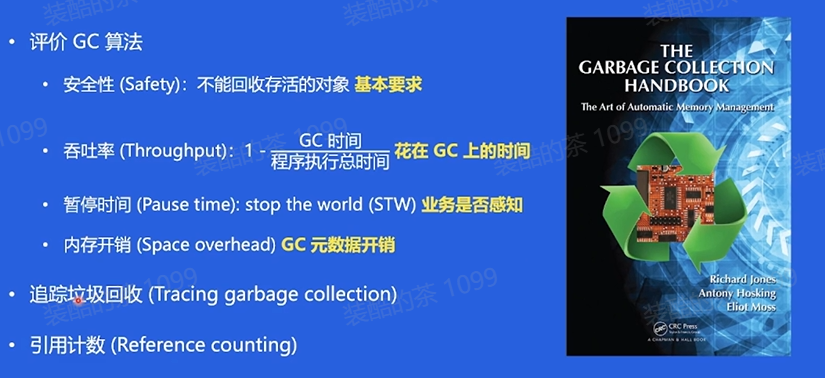 • 评价 GC 算法
• 安全性 (Safety)：不能回收存活的对象 基本要求
• 吞吐率 (Throughput)：1 - GC 时间 / 程序执行总时间 花在 GC 上的时间
• 暂停时间 (Pause time): stop the world (STW) 业务是否感知
• 内存开销 (Space overhead) GC 元数据开销
• 追踪垃圾回收 (Tracing garbage collection)
• 引用计数 (Reference counting)
THE
GARBAGE COLLECTION
HANDBOOK
The Art of Automatic Memory Management
Richard Jones
Antony Hosking
Eliot Moss
CRC Press
A CHAPMAN & HALL BOOK
装酷的茶 1099